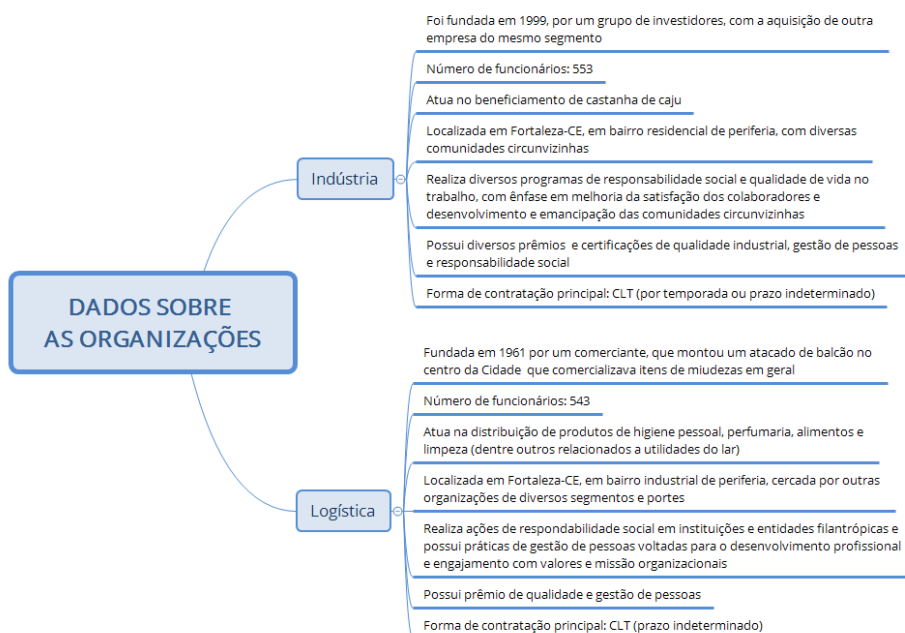 DADOS SOBRE
AS ORGANIZAÇÕES
Indústria
Foi fundada em 1999, por um grupo de investidores, com a aquisição de outra
empresa do mesmo segmento
Número de funcionários: 553
Atua no beneficiamento de castanha de caju
Localizada em Fortaleza-CE, em bairro residencial de periferia, com diversas
comunidades circunvizinhas
Realiza diversos programas de responsabilidade social e qualidade de vida no
trabalho, com ênfase em melhoria da satisfação dos colaboradores e
desenvolvimento e emancipação das comunidades circunvizinhas
Possui diversos prêmios e certificações de qualidade industrial, gestão de pessoas
e responsabilidade social
Forma de contratação principal: CLT (por temporada ou prazo indeterminado)
Logística
Fundada em 1961 por um comerciante, que montou um atacado de balcão no
centro da Cidade que comercializava itens de miudezas em geral
Número de funcionários: 543
Atua na distribuição de produtos de higiene pessoal, perfumaria, alimentos e
limpeza (dentre outros relacionados a utilidades do lar)
Localizada em Fortaleza-CE, em bairro industrial de periferia, cercada por outras
organizações de diversos segmentos e portes
Realiza ações de respondabilidade social em instituições e entidades filantrópicas e
possui práticas de gestão de pessoas voltadas para o desenvolvimento profissional
e engajamento com valores e missão organizacionais
Possui prêmio de qualidade e gestão de pessoas
Forma de contratação principal: CLT (prazo indeterminado)